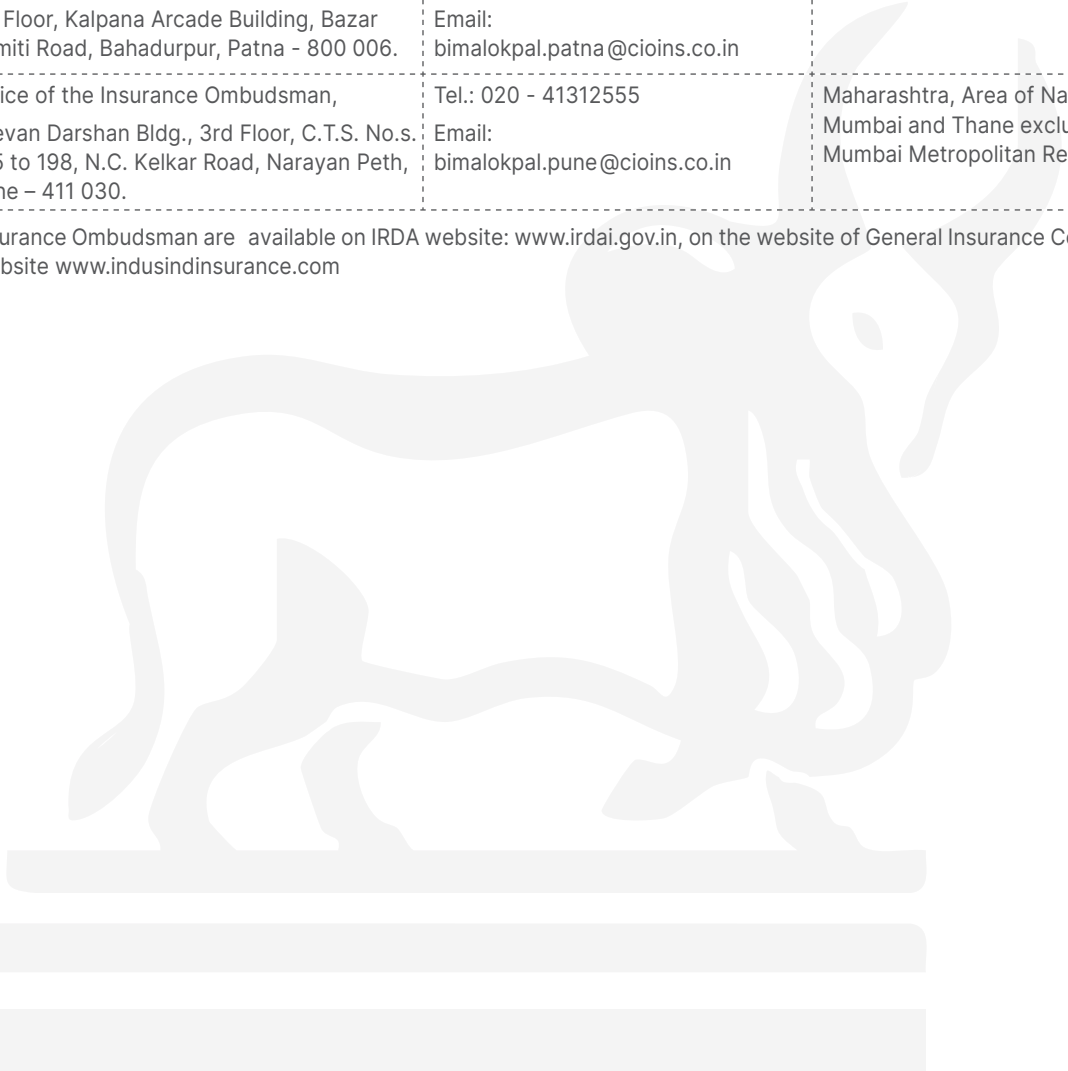 Floor, Kalpana Arcade Building, Bazar
miti Road, Bahadurpur, Patna - 800 006.
Email:
bimalokpal.patna@cioins.co.in
ice of the Insurance Ombudsman,
evan Darshan Bldg., 3rd Floor, C.T.S. No.s.
5 to 198, N.C. Kelkar Road, Narayan Peth,
ne – 411 030.
Tel.: 020 - 41312555
Email:
bimalokpal.pune@cioins.co.in
Maharashtra, Area of Na
Mumbai and Thane exclu
Mumbai Metropolitan Re
urance Ombudsman are available on IRDA website: www.irdai.gov.in, on the website of General Insurance Co
bsite www.indusindinsurance.com